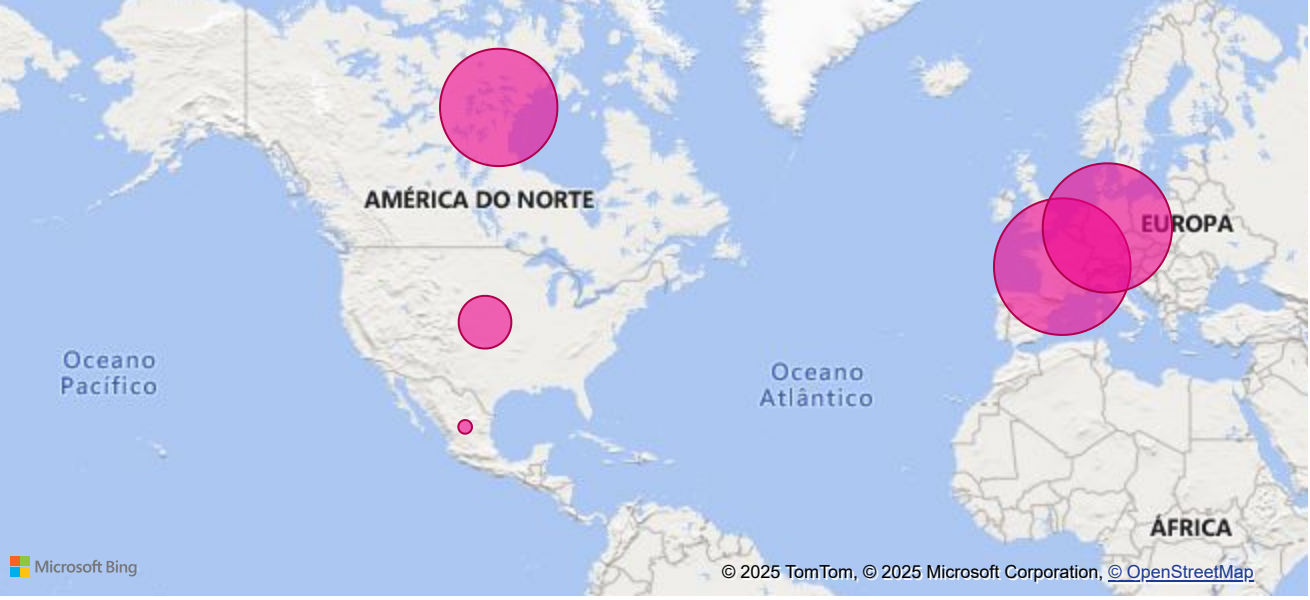 AMÉRICA DO NORTE
EUROPA
Oceano
Pacífico
Oceano
Atlântico
ÁFRICA
Microsoft Bing
© 2025 TomTom, © 2025 Microsoft Corporation, © OpenStreetMap